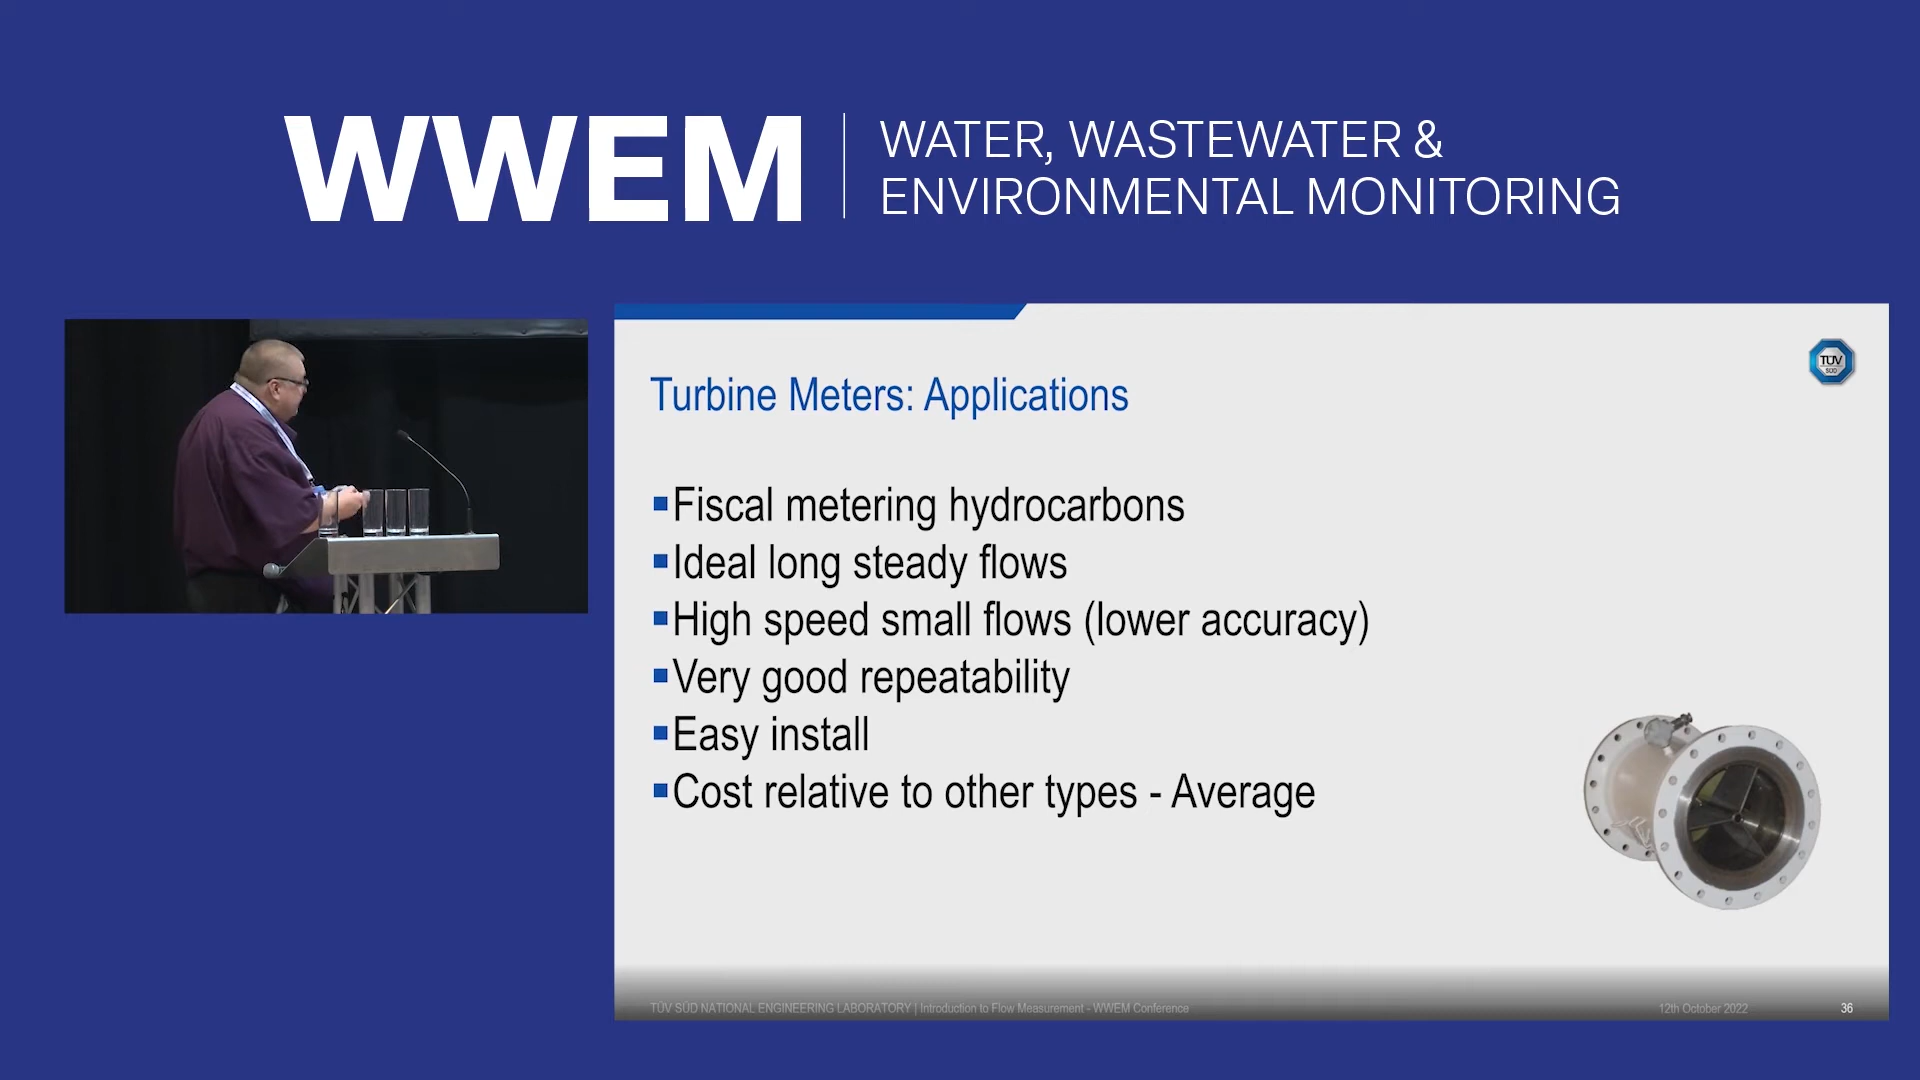 WWEM
WATER, WASTEWATER &
ENVIRONMENTAL MONITORING
TÜV
SÜD
Turbine Meters: Applications
▪Fiscal metering hydrocarbons
▪Ideal long steady flows
▪High speed small flows (lower accuracy)
▪Very good repeatability
▪Easy install
▪Cost relative to other types - Average
TÜV SÜD NATIONAL ENGINEERING LABORATORY | Introduction to Flow Measurement - WWEM Conference
12th October 2022
36